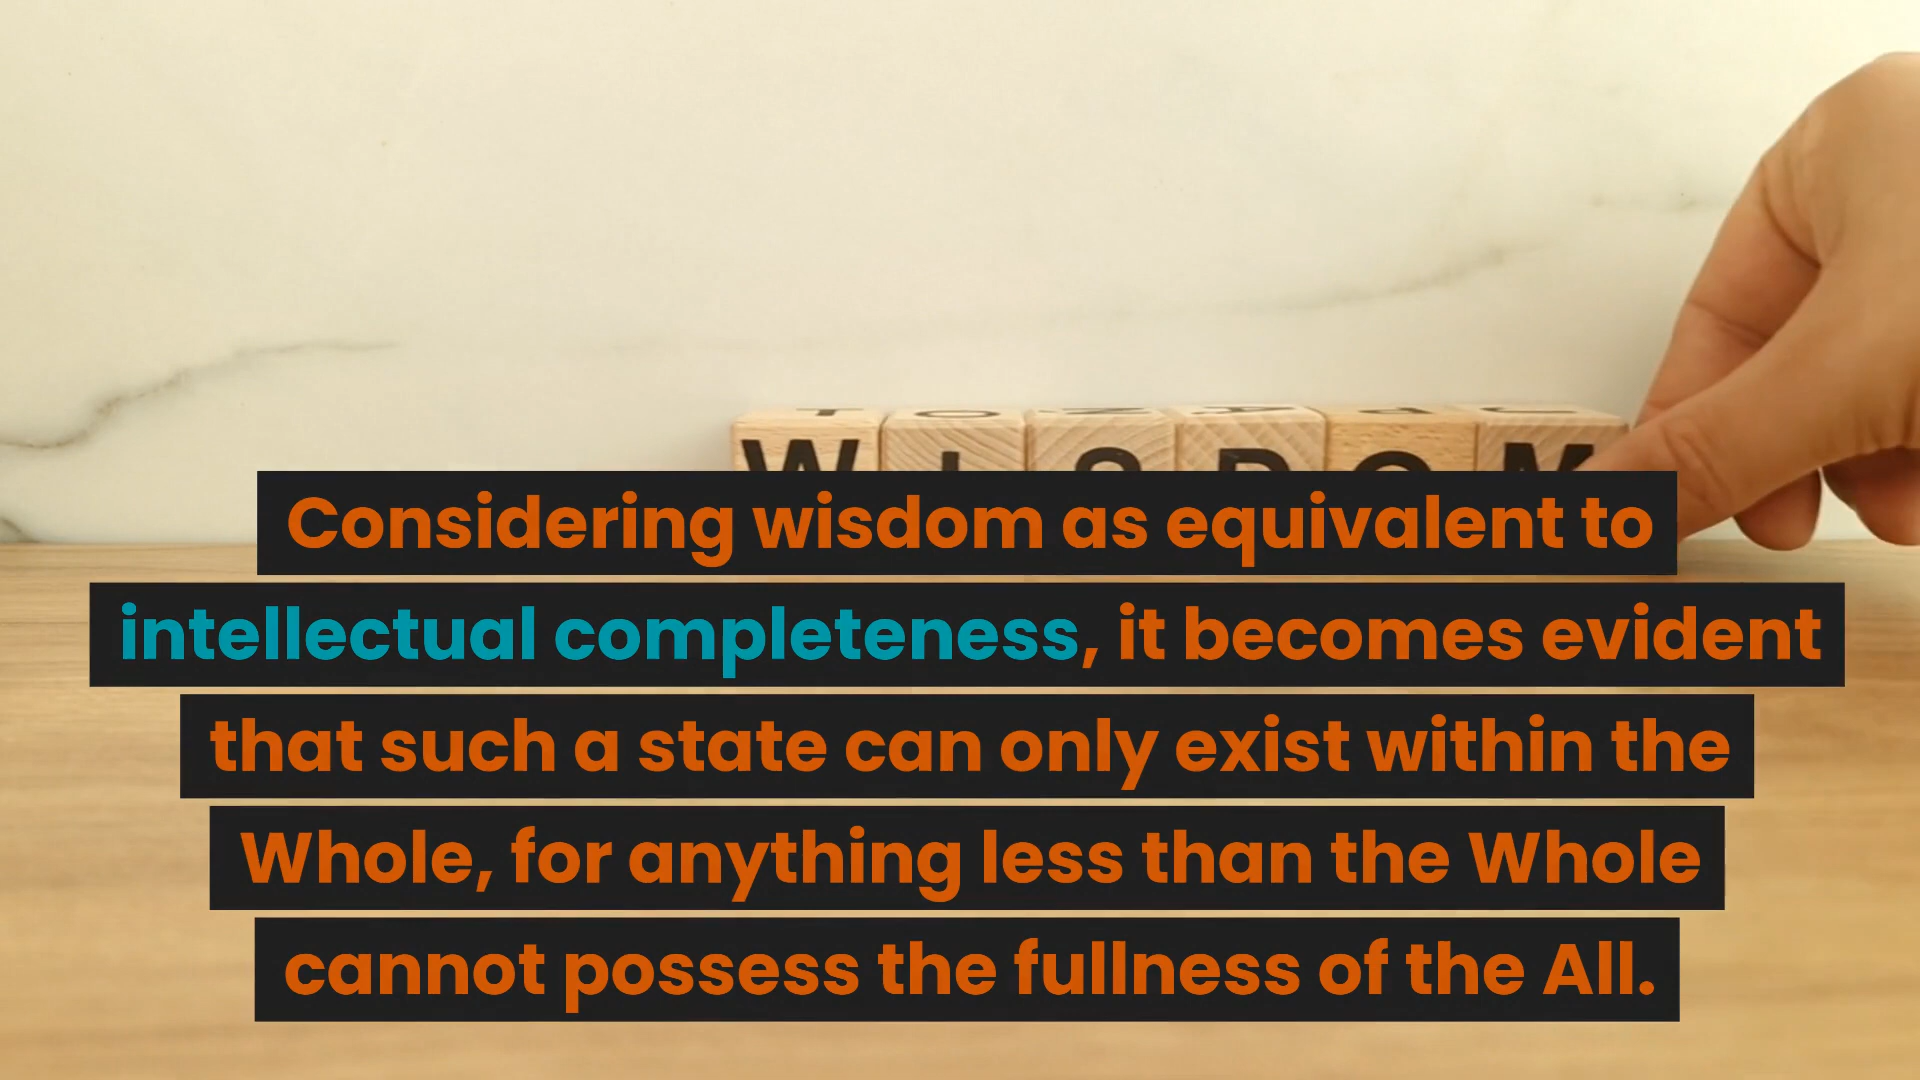 WISDOM
Considering wisdom as equivalent to
intellectual completeness, it becomes evident
that such a state can only exist within the
Whole, for anything less than the Whole
cannot possess the fullness of the All.